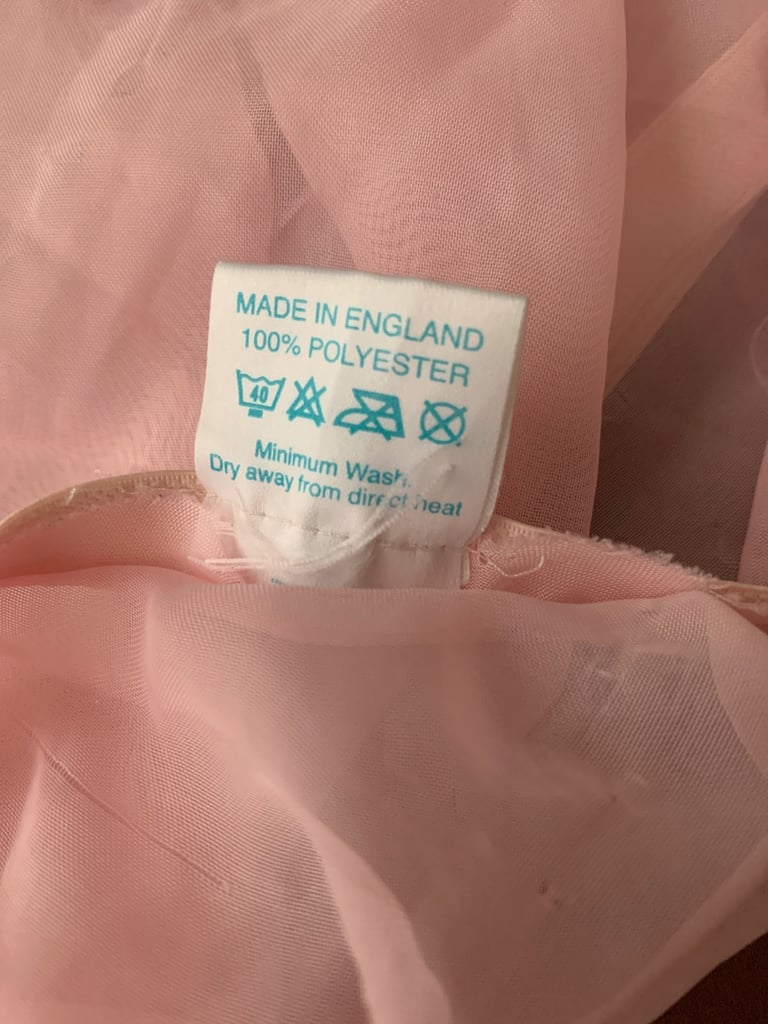 MADE IN ENGLAND
100% POLYESTER
40
Minimum Wash.
Dry away from direct heat